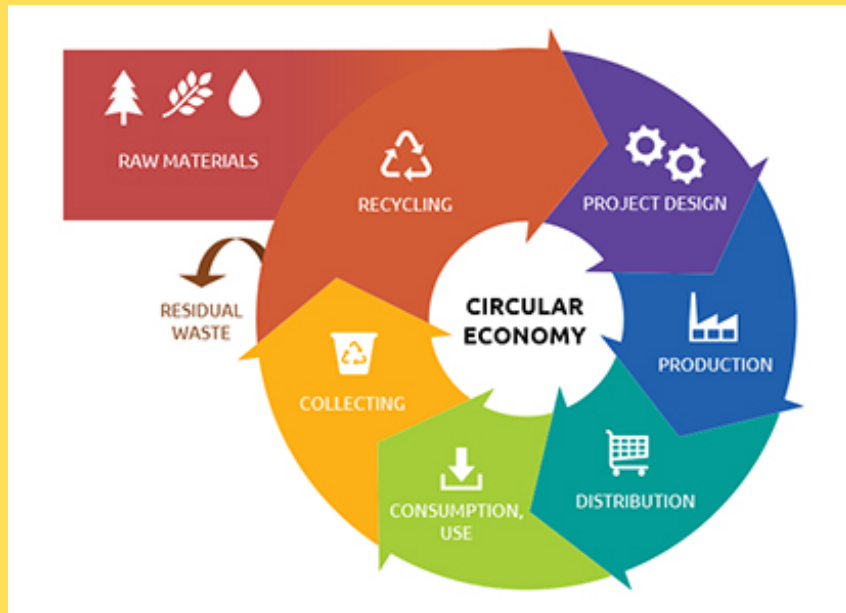 RAW MATERIALS
RECYCLING
PROJECT DESIGN
RESIDUAL
WASTE
CIRCULAR
ECONOMY
PRODUCTION
COLLECTING
DISTRIBUTION
CONSUMPTION,
USE